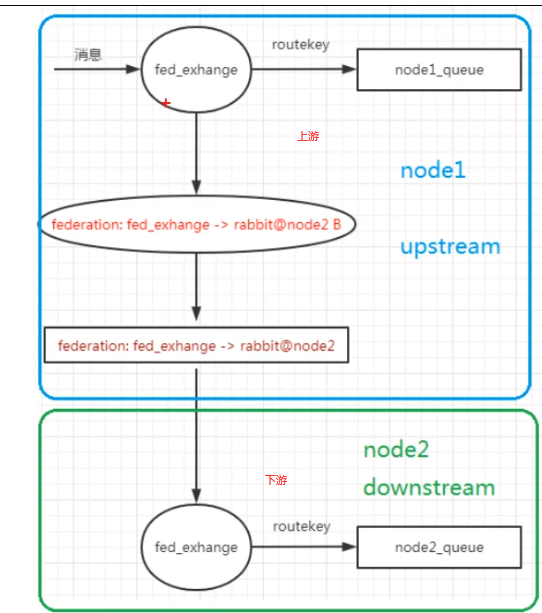 消息
fed_exhange
routekey
node1_queue
上游
node1
federation: fed_exhange -> rabbit@node2 B
upstream
federation: fed_exhange -> rabbit@node2
node2
下游
downstream
fed_exhange
routekey
node2_queue